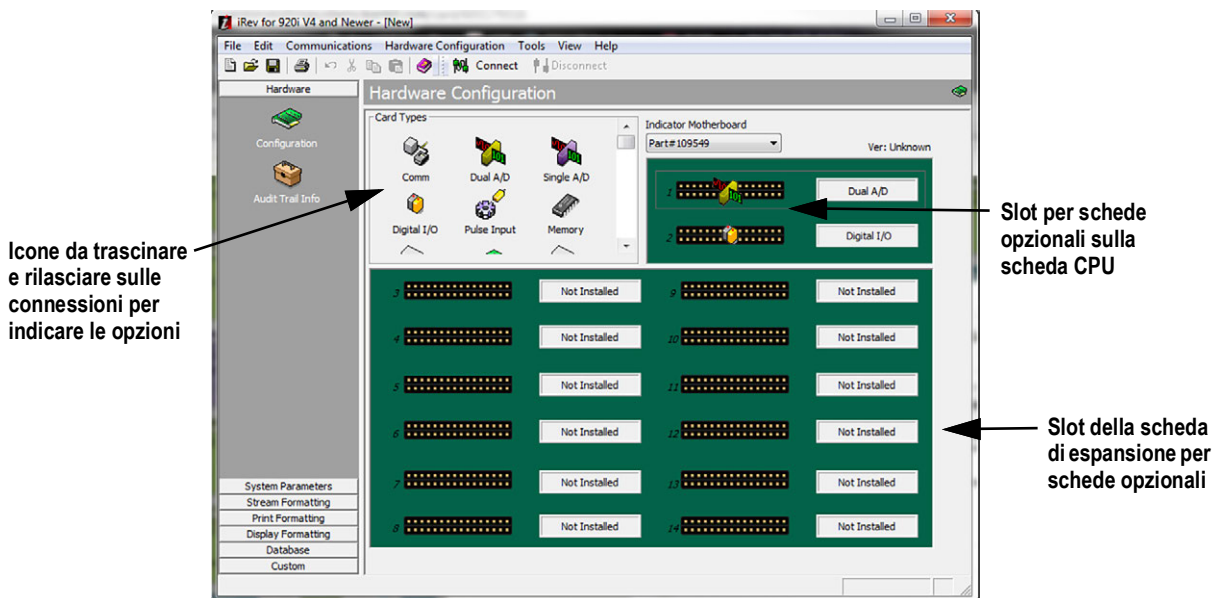 iRev for 920i V4 and Newer - [New]
File Edit Communications Hardware Configuration Tools View Help
Connect Disconnect
Hardware
Configuration
Audit Trail Info
System Parameters
Stream Formatting
Print Formatting
Display Formatting
Database
Custom
Hardware Configuration
Card Types
Comm Dual A/D Single A/D
Digital I/O Pulse Input Memory
Indicator Motherboard
Part#109549
Ver: Unknown
1 Dual A/D
2 Digital I/O
3 Not Installed 9 Not Installed
4 Not Installed 10 Not Installed
5 Not Installed 11 Not Installed
6 Not Installed 12 Not Installed
7 Not Installed 13 Not Installed
8 Not Installed 14 Not Installed
Icone da trascinare
e rilasciare sulle
connessioni per
indicare le opzioni
Slot per schede
opzionali sulla
scheda CPU
Slot della scheda
di espansione per
schede opzionali